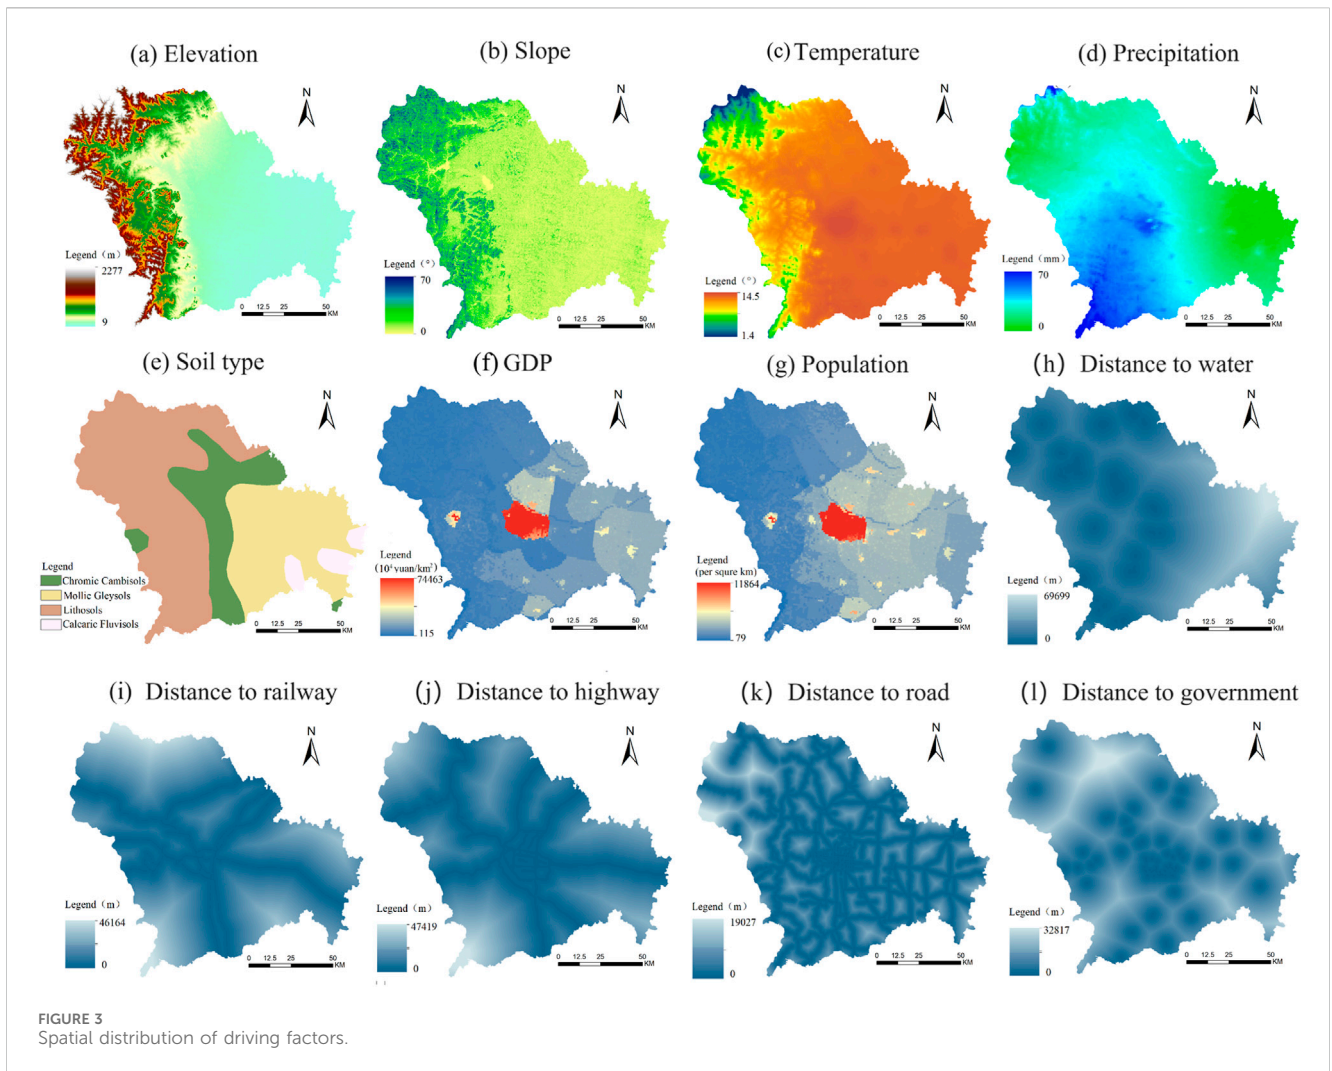 (a) Elevation
N
Legend (m)
2277
9
0 12.5 25 50
KM
(b) Slope
N
Legend (°)
70
0
0 12.5 25 50
KM
(c) Temperature
N
Legend (°)
14.5
1.4
0 12.5 25 50
KM
(d) Precipitation
N
Legend (mm)
70
0
0 12.5 25 50
KM
(e) Soil type
N
Legend
Chromic Cambisols
Mollic Gleysols
Lithosols
Calcaric Fluvisols
0 12.5 25 50
KM
(f) GDP
N
Legend
(10⁴ yuan/km²)
74463
115
0 12.5 25 50
KM
(g) Population
N
Legend
(per squre km)
11864
79
0 12.5 25 50
KM
(h) Distance to water
N
Legend (m)
69699
0
0 12.5 25 50
KM
(i) Distance to railway
N
Legend (m)
46164
0
0 12.5 25 50
KM
(j) Distance to highway
N
Legend (m)
47419
0
0 12.5 25 50
KM
(k) Distance to road
N
Legend (m)
19027
0
0 12.5 25 50
KM
(l) Distance to government
N
Legend (m)
32817
0
0 12.5 25 50
KM
FIGURE 3
Spatial distribution of driving factors.